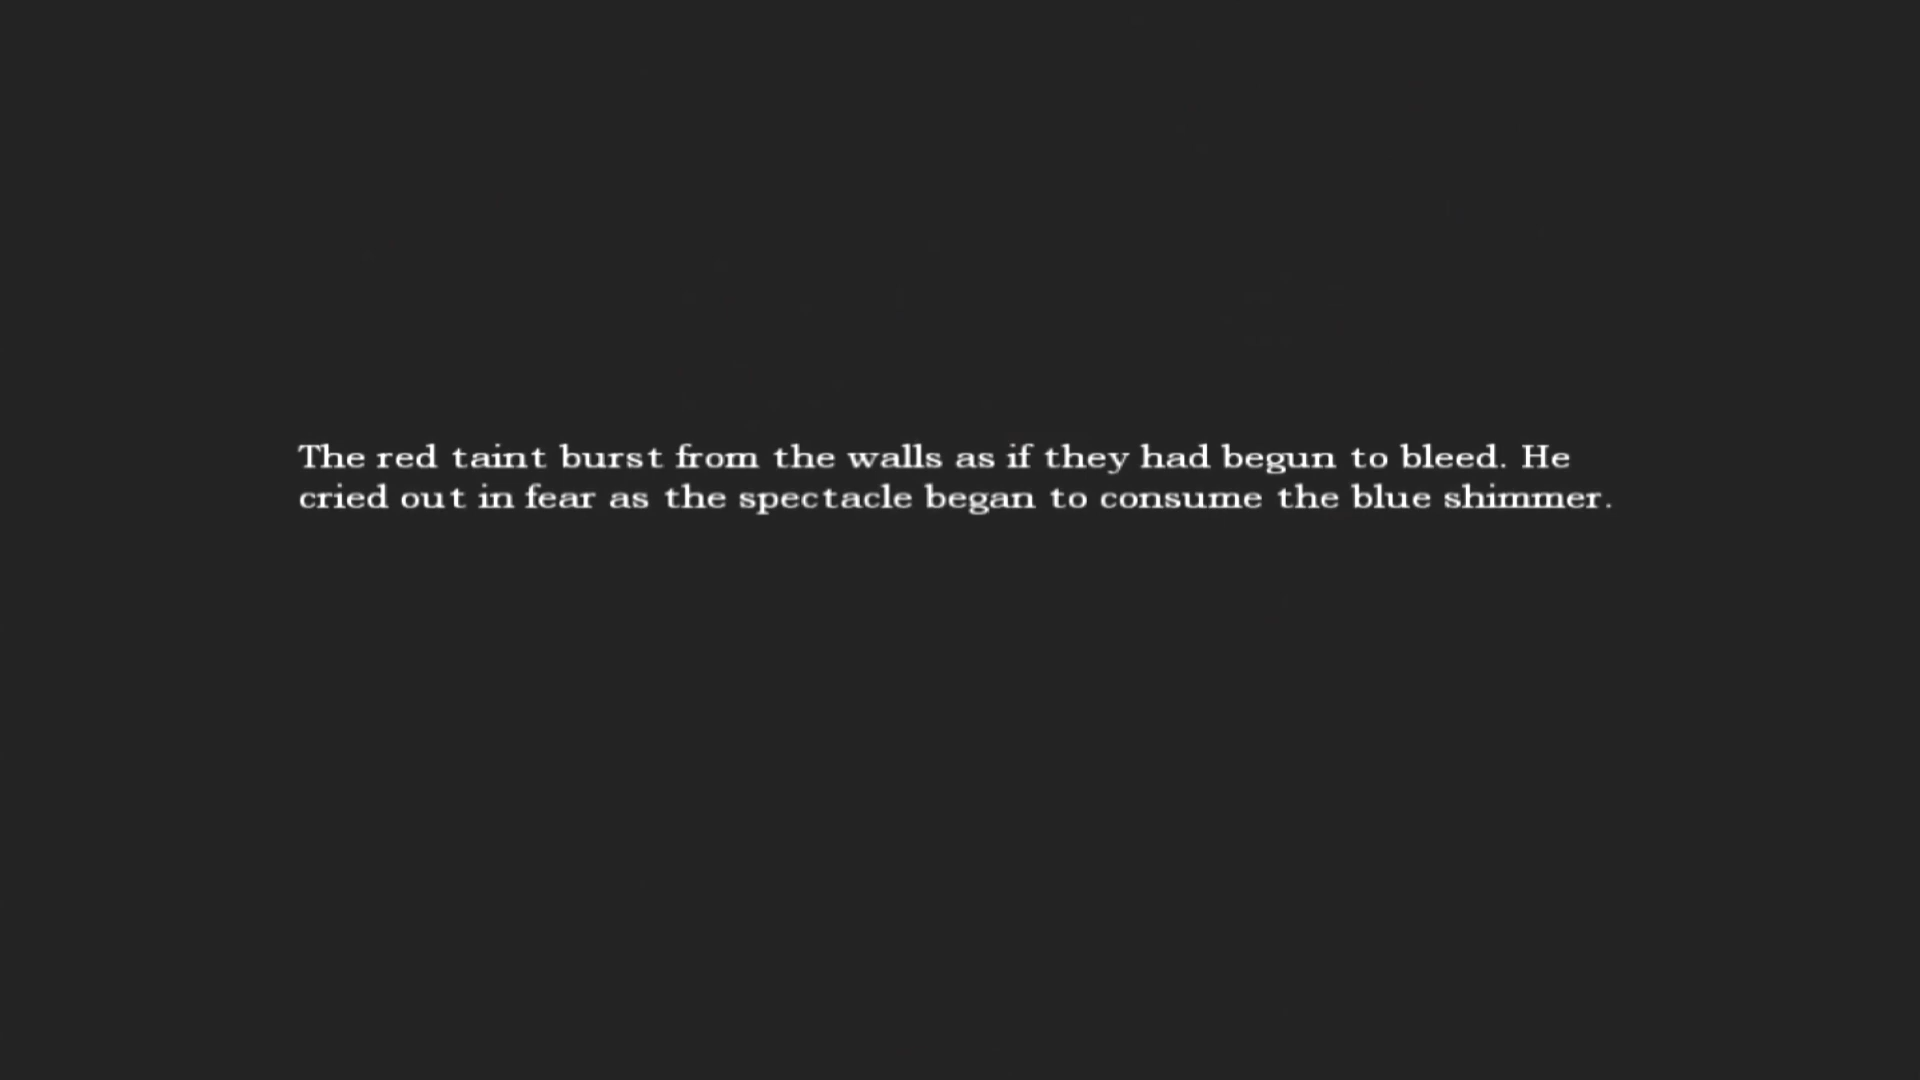 The red taint burst from the walls as if they had begun to bleed. He
cried out in fear as the spectacle began to consume the blue shimmer.